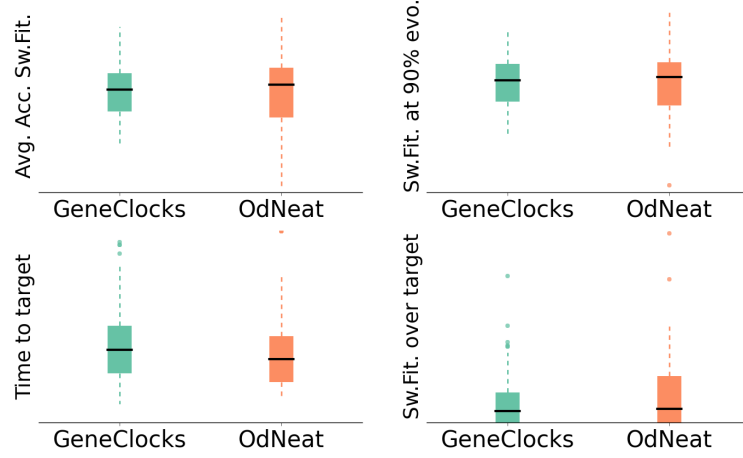 Avg. Acc. Sw.Fit.
GeneClocks OdNeat
Sw.Fit. at 90% evo.
GeneClocks OdNeat
Time to target
GeneClocks OdNeat
Sw.Fit. over target
GeneClocks OdNeat